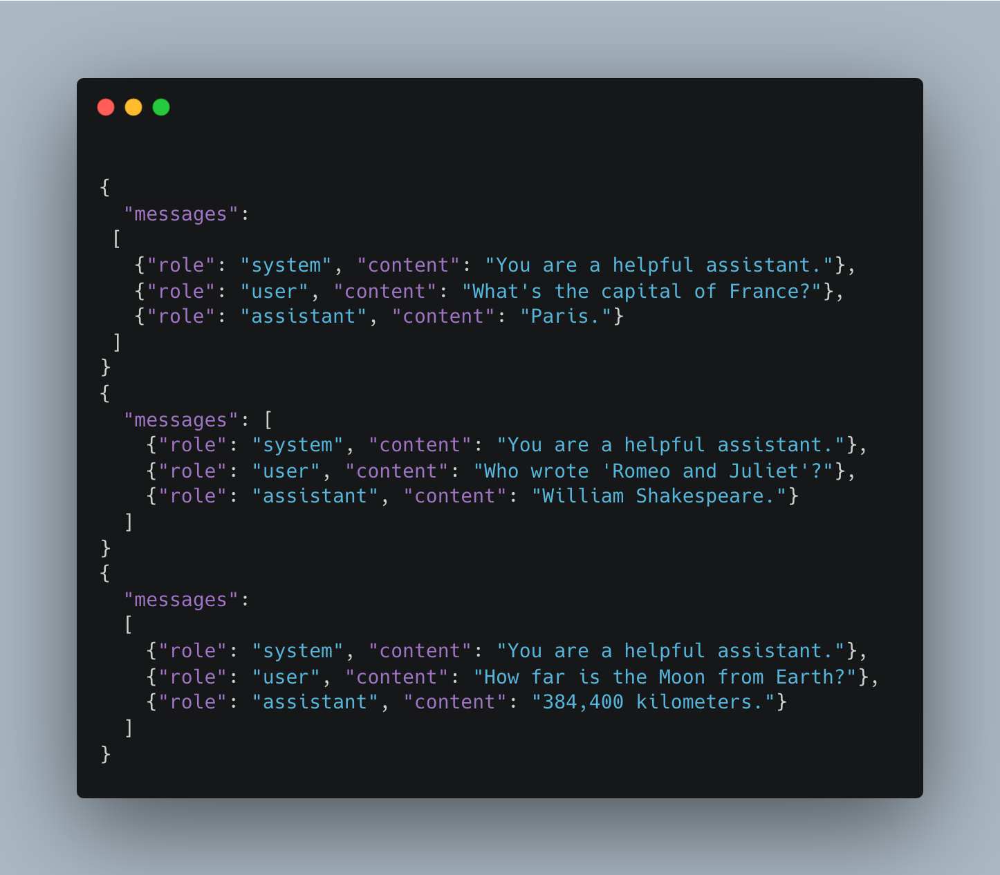 {
  "messages":
 [
   {"role": "system", "content": "You are a helpful assistant."},
   {"role": "user", "content": "What's the capital of France?"},
   {"role": "assistant", "content": "Paris."}
 ]
}
{
  "messages": [
    {"role": "system", "content": "You are a helpful assistant."},
    {"role": "user", "content": "Who wrote 'Romeo and Juliet'?"},
    {"role": "assistant", "content": "William Shakespeare."}
  ]
}
{
  "messages":
  [
    {"role": "system", "content": "You are a helpful assistant."},
    {"role": "user", "content": "How far is the Moon from Earth?"},
    {"role": "assistant", "content": "384,400 kilometers."}
  ]
}